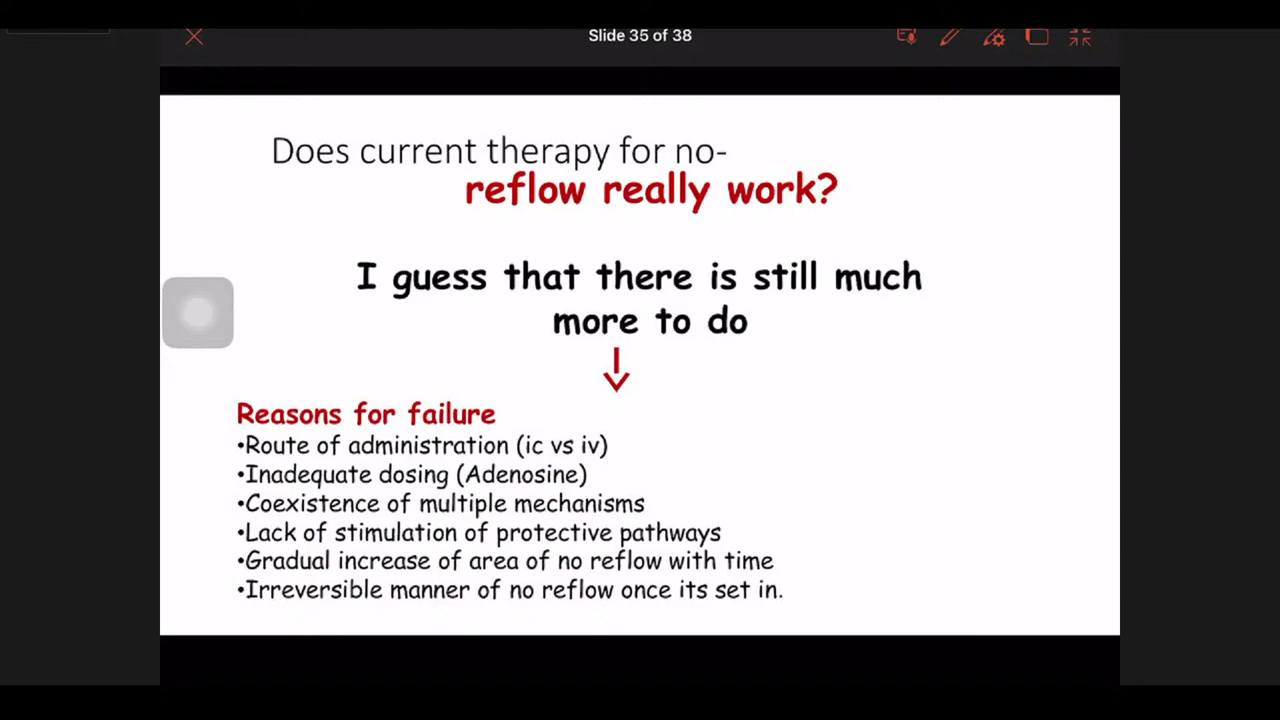 Slide 35 of 38
Does current therapy for no-
reflow really work?
I guess that there is still much
more to do
Reasons for failure
•Route of administration (ic vs iv)
•Inadequate dosing (Adenosine)
•Coexistence of multiple mechanisms
•Lack of stimulation of protective pathways
•Gradual increase of area of no reflow with time
•Irreversible manner of no reflow once its set in.